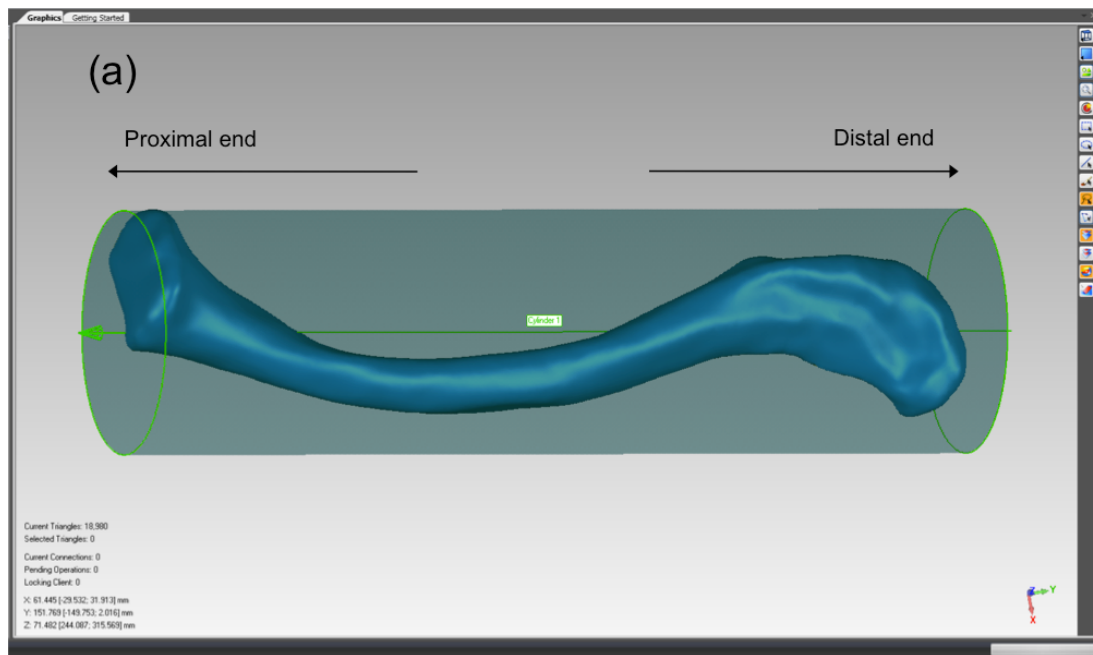 Graphics Getting Started
(a)
Proximal end
Distal end
Cylinder 1
Current Triangles: 18,980
Selected Triangles: 0
Current Connections: 0
Pending Operations: 0
Locking Client: 0
X: 61.445 [-29.532; 31.913] mm
Y: 151.769 [-149.753; 2.016] mm
Z: 71.482 [244.087; 315.569] mm
Z
Y
X